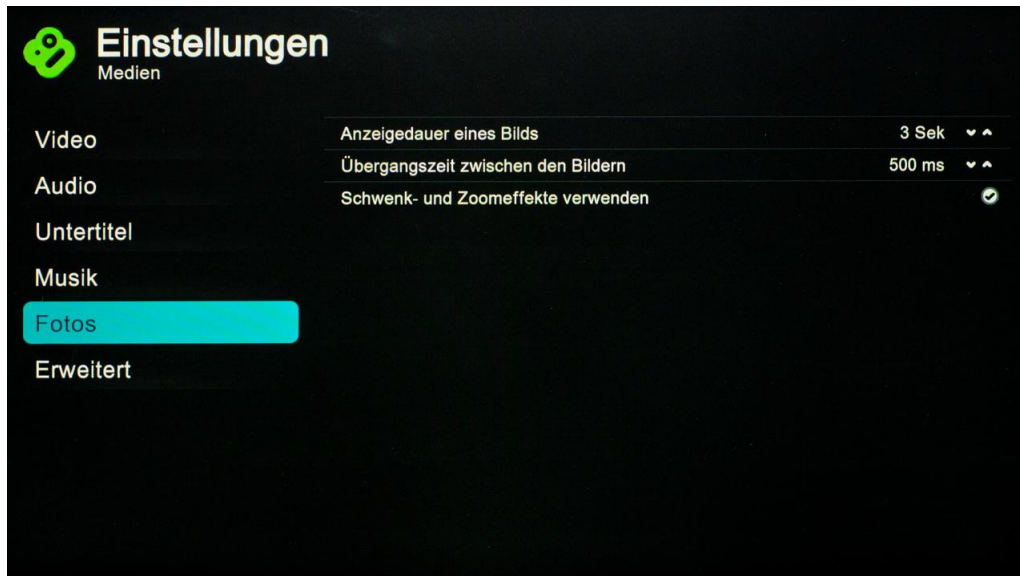 Einstellungen
Medien
Video
Audio
Untertitel
Musik
Fotos
Erweitert
Anzeigedauer eines Bilds 3 Sek
Übergangszeit zwischen den Bildern 500 ms
Schwenk- und Zoomeffekte verwenden